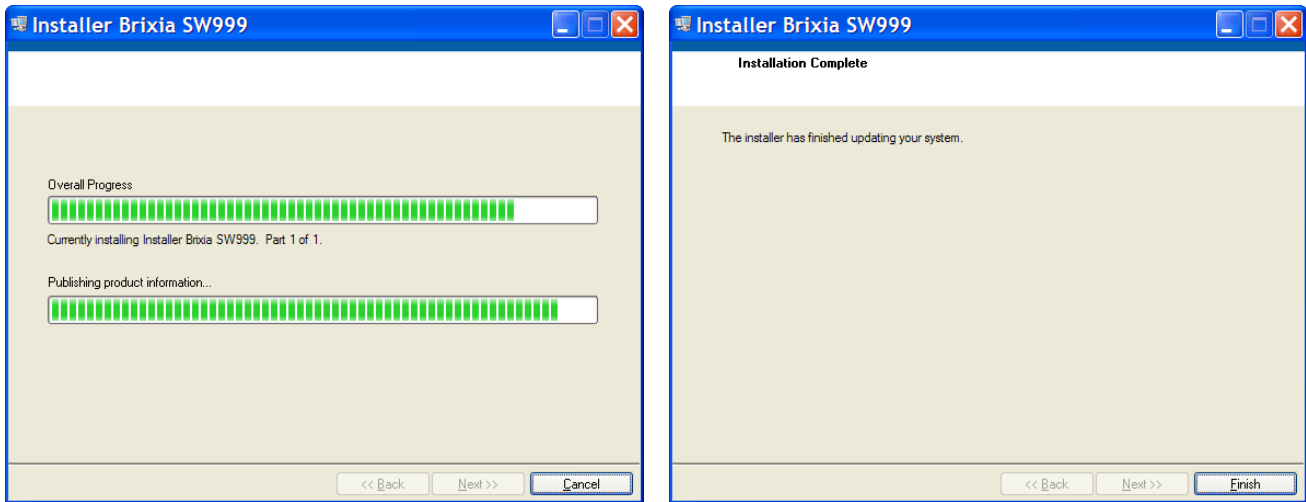 Installer Brixia SW999
Overall Progress
Currently installing Installer Brixia SW999. Part 1 of 1.
Publishing product information...
<< Back
Next >>
Cancel
Installer Brixia SW999
Installation Complete
The installer has finished updating your system.
<< Back
Next >>
Finish